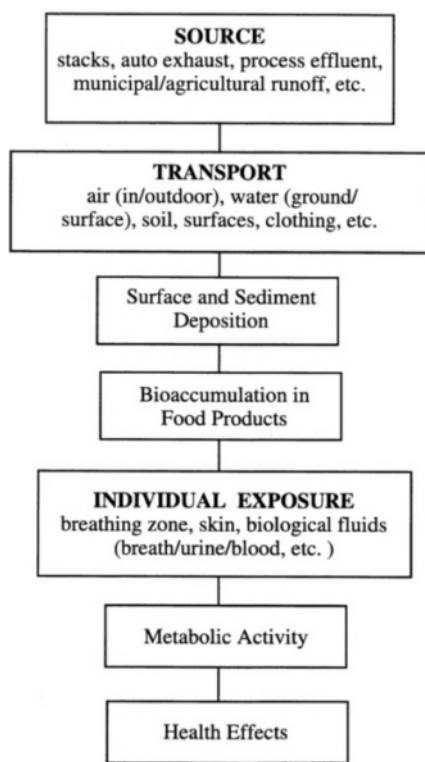 SOURCE
stacks, auto exhaust, process effluent,
municipal/agricultural runoff, etc.
TRANSPORT
air (in/outdoor), water (ground/
surface), soil, surfaces, clothing, etc.
Surface and Sediment
Deposition
Bioaccumulation in
Food Products
INDIVIDUAL EXPOSURE
breathing zone, skin, biological fluids
(breath/urine/blood, etc. )
Metabolic Activity
Health Effects